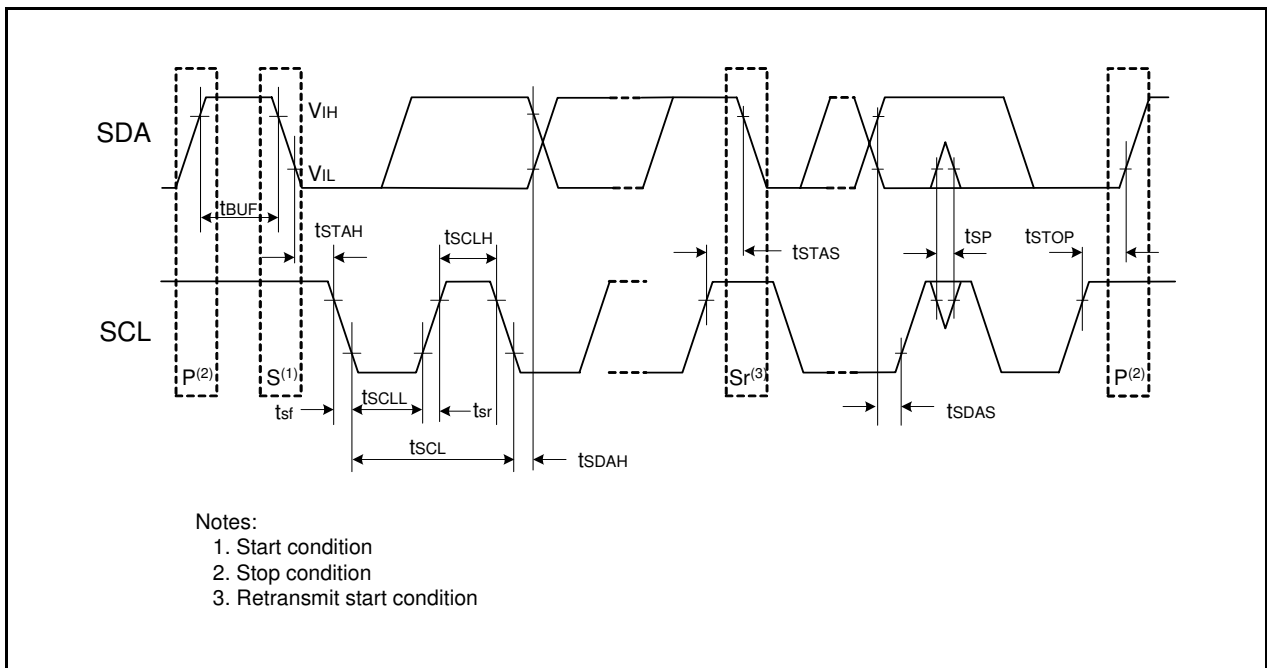 SDA
VIH
VIL
tBUF
tSTAH
tSCLH
tSTAS
tSP
tSTOP
SCL
P(2)
S(1)
Sr(3)
P(2)
tsf
tSCLL
tsr
tSDAS
tSCL
tSDAH
Notes:
1. Start condition
2. Stop condition
3. Retransmit start condition